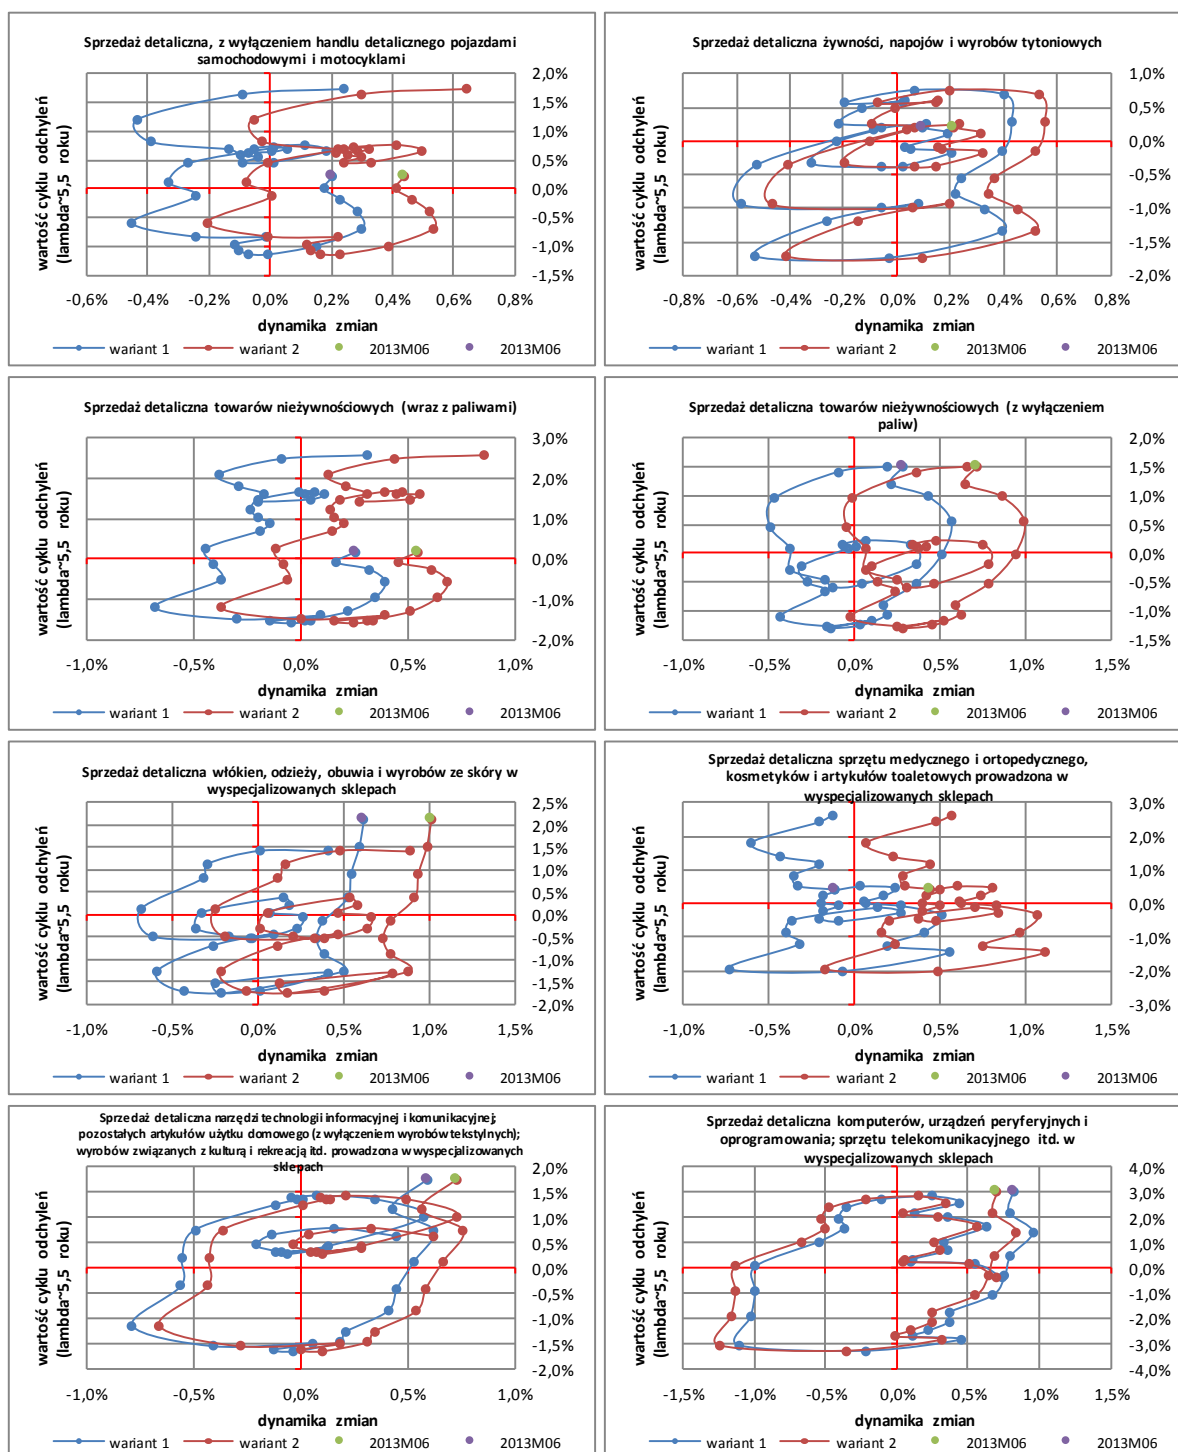 Sprzedaż detaliczna, z wyłączeniem handlu detalicznego pojazdami
samochodowymi i motocyklami
wartość cyklu odchyleń
(lambda~5,5 roku)
2,0%
1,5%
1,0%
0,5%
0,0%
-0,5%
-1,0%
-1,5%
-0,6% -0,4% -0,2% 0,0% 0,2% 0,4% 0,6% 0,8%
dynamika zmian
wariant 1 wariant 2 2013M06 2013M06
Sprzedaż detaliczna żywności, napojów i wyrobów tytoniowych
wartość cyklu odchyleń
(lambda~5,5 roku)
1,0%
0,5%
0,0%
-0,5%
-1,0%
-1,5%
-2,0%
-0,8% -0,6% -0,4% -0,2% 0,0% 0,2% 0,4% 0,6% 0,8%
dynamika zmian
wariant 1 wariant 2 2013M06 2013M06
Sprzedaż detaliczna towarów nieżywnościowych (wraz z paliwami)
wartość cyklu odchyleń
(lambda~5,5 roku)
3,0%
2,0%
1,0%
0,0%
-1,0%
-2,0%
-1,0% -0,5% 0,0% 0,5% 1,0%
dynamika zmian
wariant 1 wariant 2 2013M06 2013M06
Sprzedaż detaliczna towarów nieżywnościowych (z wyłączeniem
paliw)
wartość cyklu odchyleń
(lambda~5,5 roku)
2,0%
1,5%
1,0%
0,5%
0,0%
-0,5%
-1,0%
-1,5%
-1,0% -0,5% 0,0% 0,5% 1,0% 1,5%
dynamika zmian
wariant 1 wariant 2 2013M06 2013M06
Sprzedaż detaliczna włókien, odzieży, obuwia i wyrobów ze skóry w
wyspecjalizowanych sklepach
wartość cyklu odchyleń
(lambda~5,5 roku)
2,5%
2,0%
1,5%
1,0%
0,5%
0,0%
-0,5%
-1,0%
-1,5%
-2,0%
-1,0% -0,5% 0,0% 0,5% 1,0% 1,5%
dynamika zmian
wariant 1 wariant 2 2013M06 2013M06
Sprzedaż detaliczna sprzętu medycznego i ortopedycznego,
kosmetyków i artykułów toaletowych prowadzona w
wyspecjalizowanych sklepach
wartość cyklu odchyleń
(lambda~5,5 roku)
3,0%
2,0%
1,0%
0,0%
-1,0%
-2,0%
-3,0%
-1,0% -0,5% 0,0% 0,5% 1,0% 1,5%
dynamika zmian
wariant 1 wariant 2 2013M06 2013M06
Sprzedaż detaliczna narzędzi technologii informacyjnej i komunikacyjnej;
pozostałych artykułów użytku domowego (z wyłączeniem wyrobów tekstylnych);
wyrobów związanych z kulturą i rekreacją itd. prowadzona w wyspecjalizowanych
sklepach
wartość cyklu odchyleń
(lambda~5,5 roku)
2,0%
1,5%
1,0%
0,5%
0,0%
-0,5%
-1,0%
-1,5%
-2,0%
-1,0% -0,5% 0,0% 0,5% 1,0%
dynamika zmian
wariant 1 wariant 2 2013M06 2013M06
Sprzedaż detaliczna komputerów, urządzeń peryferyjnych i
oprogramowania; sprzętu telekomunikacyjnego itd. w
wyspecjalizowanych sklepach
wartość cyklu odchyleń
(lambda~5,5 roku)
4,0%
3,0%
2,0%
1,0%
0,0%
-1,0%
-2,0%
-3,0%
-4,0%
-1,5% -1,0% -0,5% 0,0% 0,5% 1,0% 1,5%
dynamika zmian
wariant 1 wariant 2 2013M06 2013M06